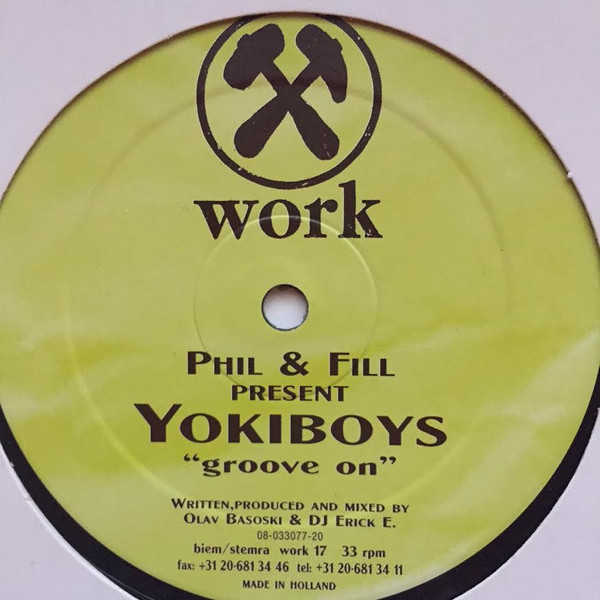 work
PHIL & FILL
PRESENT
YOKIBOYS
“groove on”
WRITTEN,PRODUCED AND MIXED BY
OLAV BASOSKI & DJ ERICK E.
08-033077-20
biem/stemra work 17 33 rpm
fax: +31 20-681 34 46 tel: +31 20-681 34 11
MADE IN HOLLAND